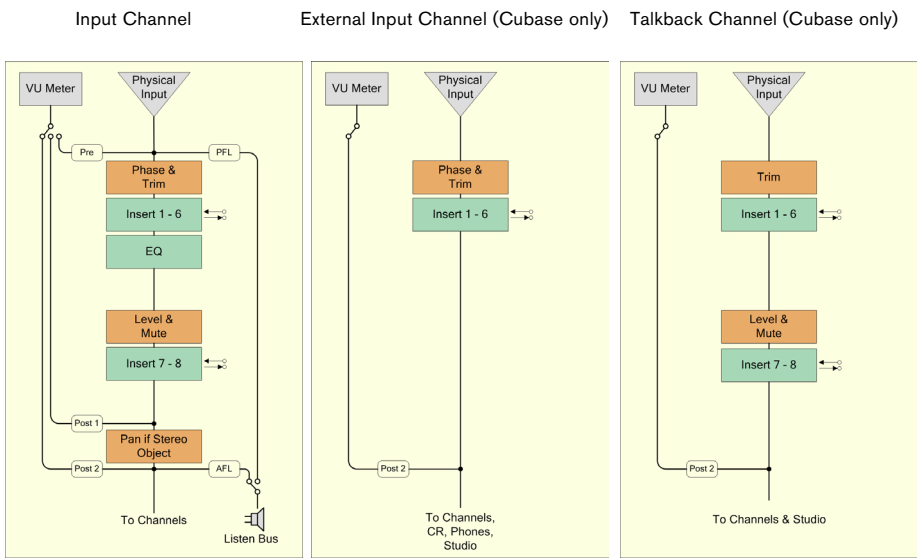 Input Channel
External Input Channel (Cubase only)
Talkback Channel (Cubase only)
VU Meter
Physical
Input
Pre
PFL
Phase &
Trim
Insert 1 - 6
EQ
Level &
Mute
Insert 7 - 8
Post 1
Pan if Stereo
Object
Post 2
AFL
To Channels
Listen Bus
VU Meter
Physical
Input
Phase &
Trim
Insert 1 - 6
Post 2
To Channels,
CR, Phones,
Studio
VU Meter
Physical
Input
Trim
Insert 1 - 6
Level &
Mute
Insert 7 - 8
Post 2
To Channels & Studio